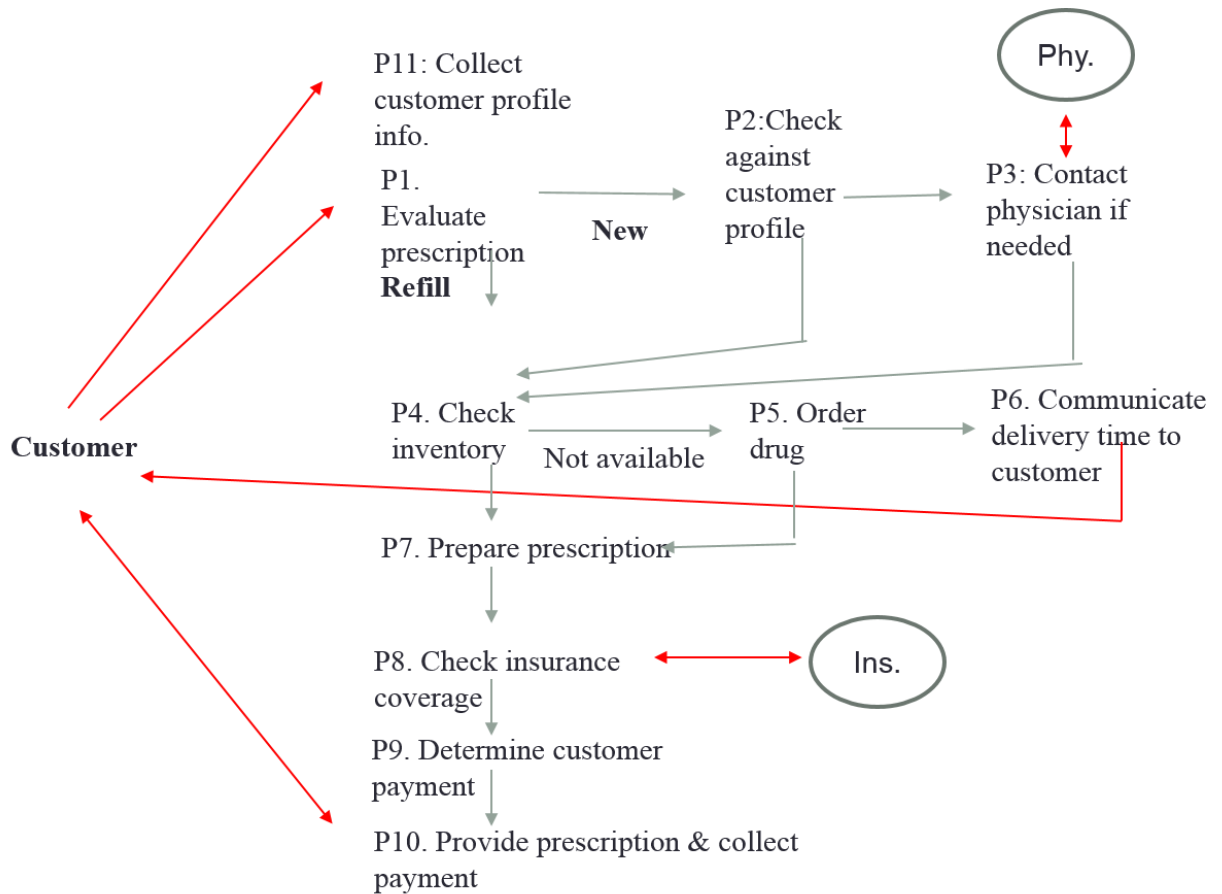 P11: Collect
customer profile
info.
Phy.
P1.
Evaluate
prescription
Refill
New
P2:Check
against
customer
profile
P3: Contact
physician if
needed
Customer
P4. Check
inventory
Not available
P5. Order
drug
P6. Communicate
delivery time to
customer
P7. Prepare prescription
P8. Check insurance
coverage
Ins.
P9. Determine customer
payment
P10. Provide prescription & collect
payment